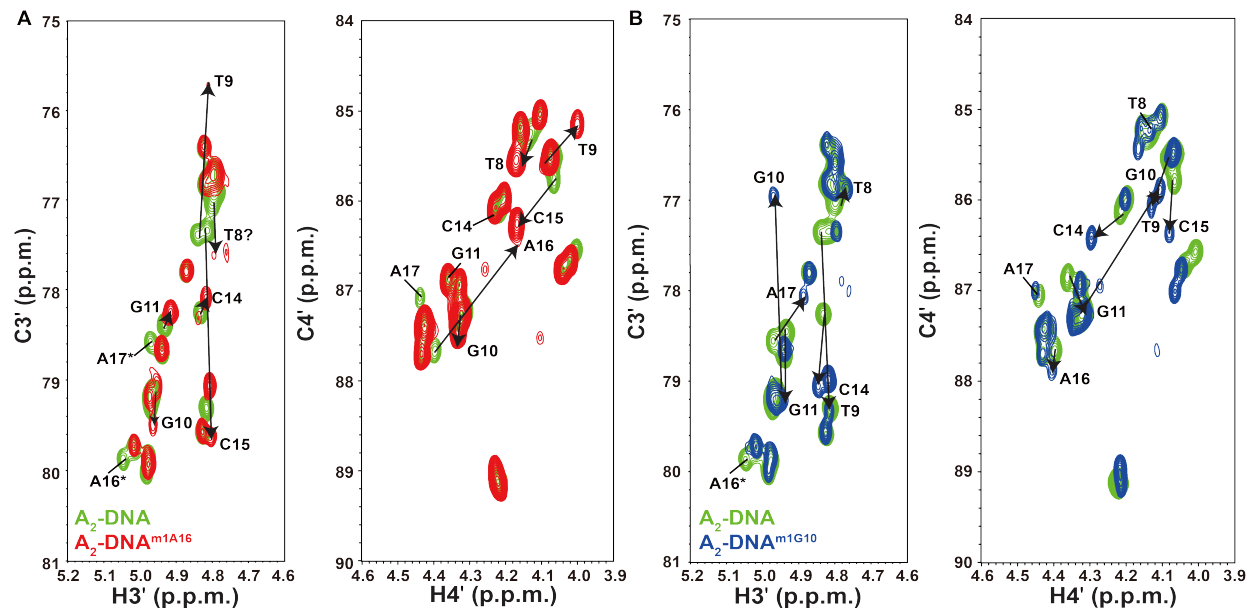 A
B
75
76
77
78
79
80
81
C3' (p.p.m.)
T9
T8?
C14
G11
A17*
G10
C15
A16*
A₂-DNA
A₂-DNAᵐ¹ᴬ¹⁶
5.2 5.1 5.0 4.9 4.8 4.7 4.6
H3' (p.p.m.)
84
85
86
87
88
89
90
C4' (p.p.m.)
T9
T8
C15
C14
A16
G11
A17
G10
4.6 4.5 4.4 4.3 4.2 4.1 4.0 3.9
H4' (p.p.m.)
75
76
77
78
79
80
81
C3' (p.p.m.)
G10
T8
A17
C14
G11
T9
A16*
A₂-DNA
A₂-DNAᵐ¹ᴳ¹⁰
5.2 5.1 5.0 4.9 4.8 4.7 4.6
H3' (p.p.m.)
84
85
86
87
88
89
90
C4' (p.p.m.)
T8
G10
T9
C15
C14
A17
G11
A16
4.6 4.5 4.4 4.3 4.2 4.1 4.0 3.9
H4' (p.p.m.)